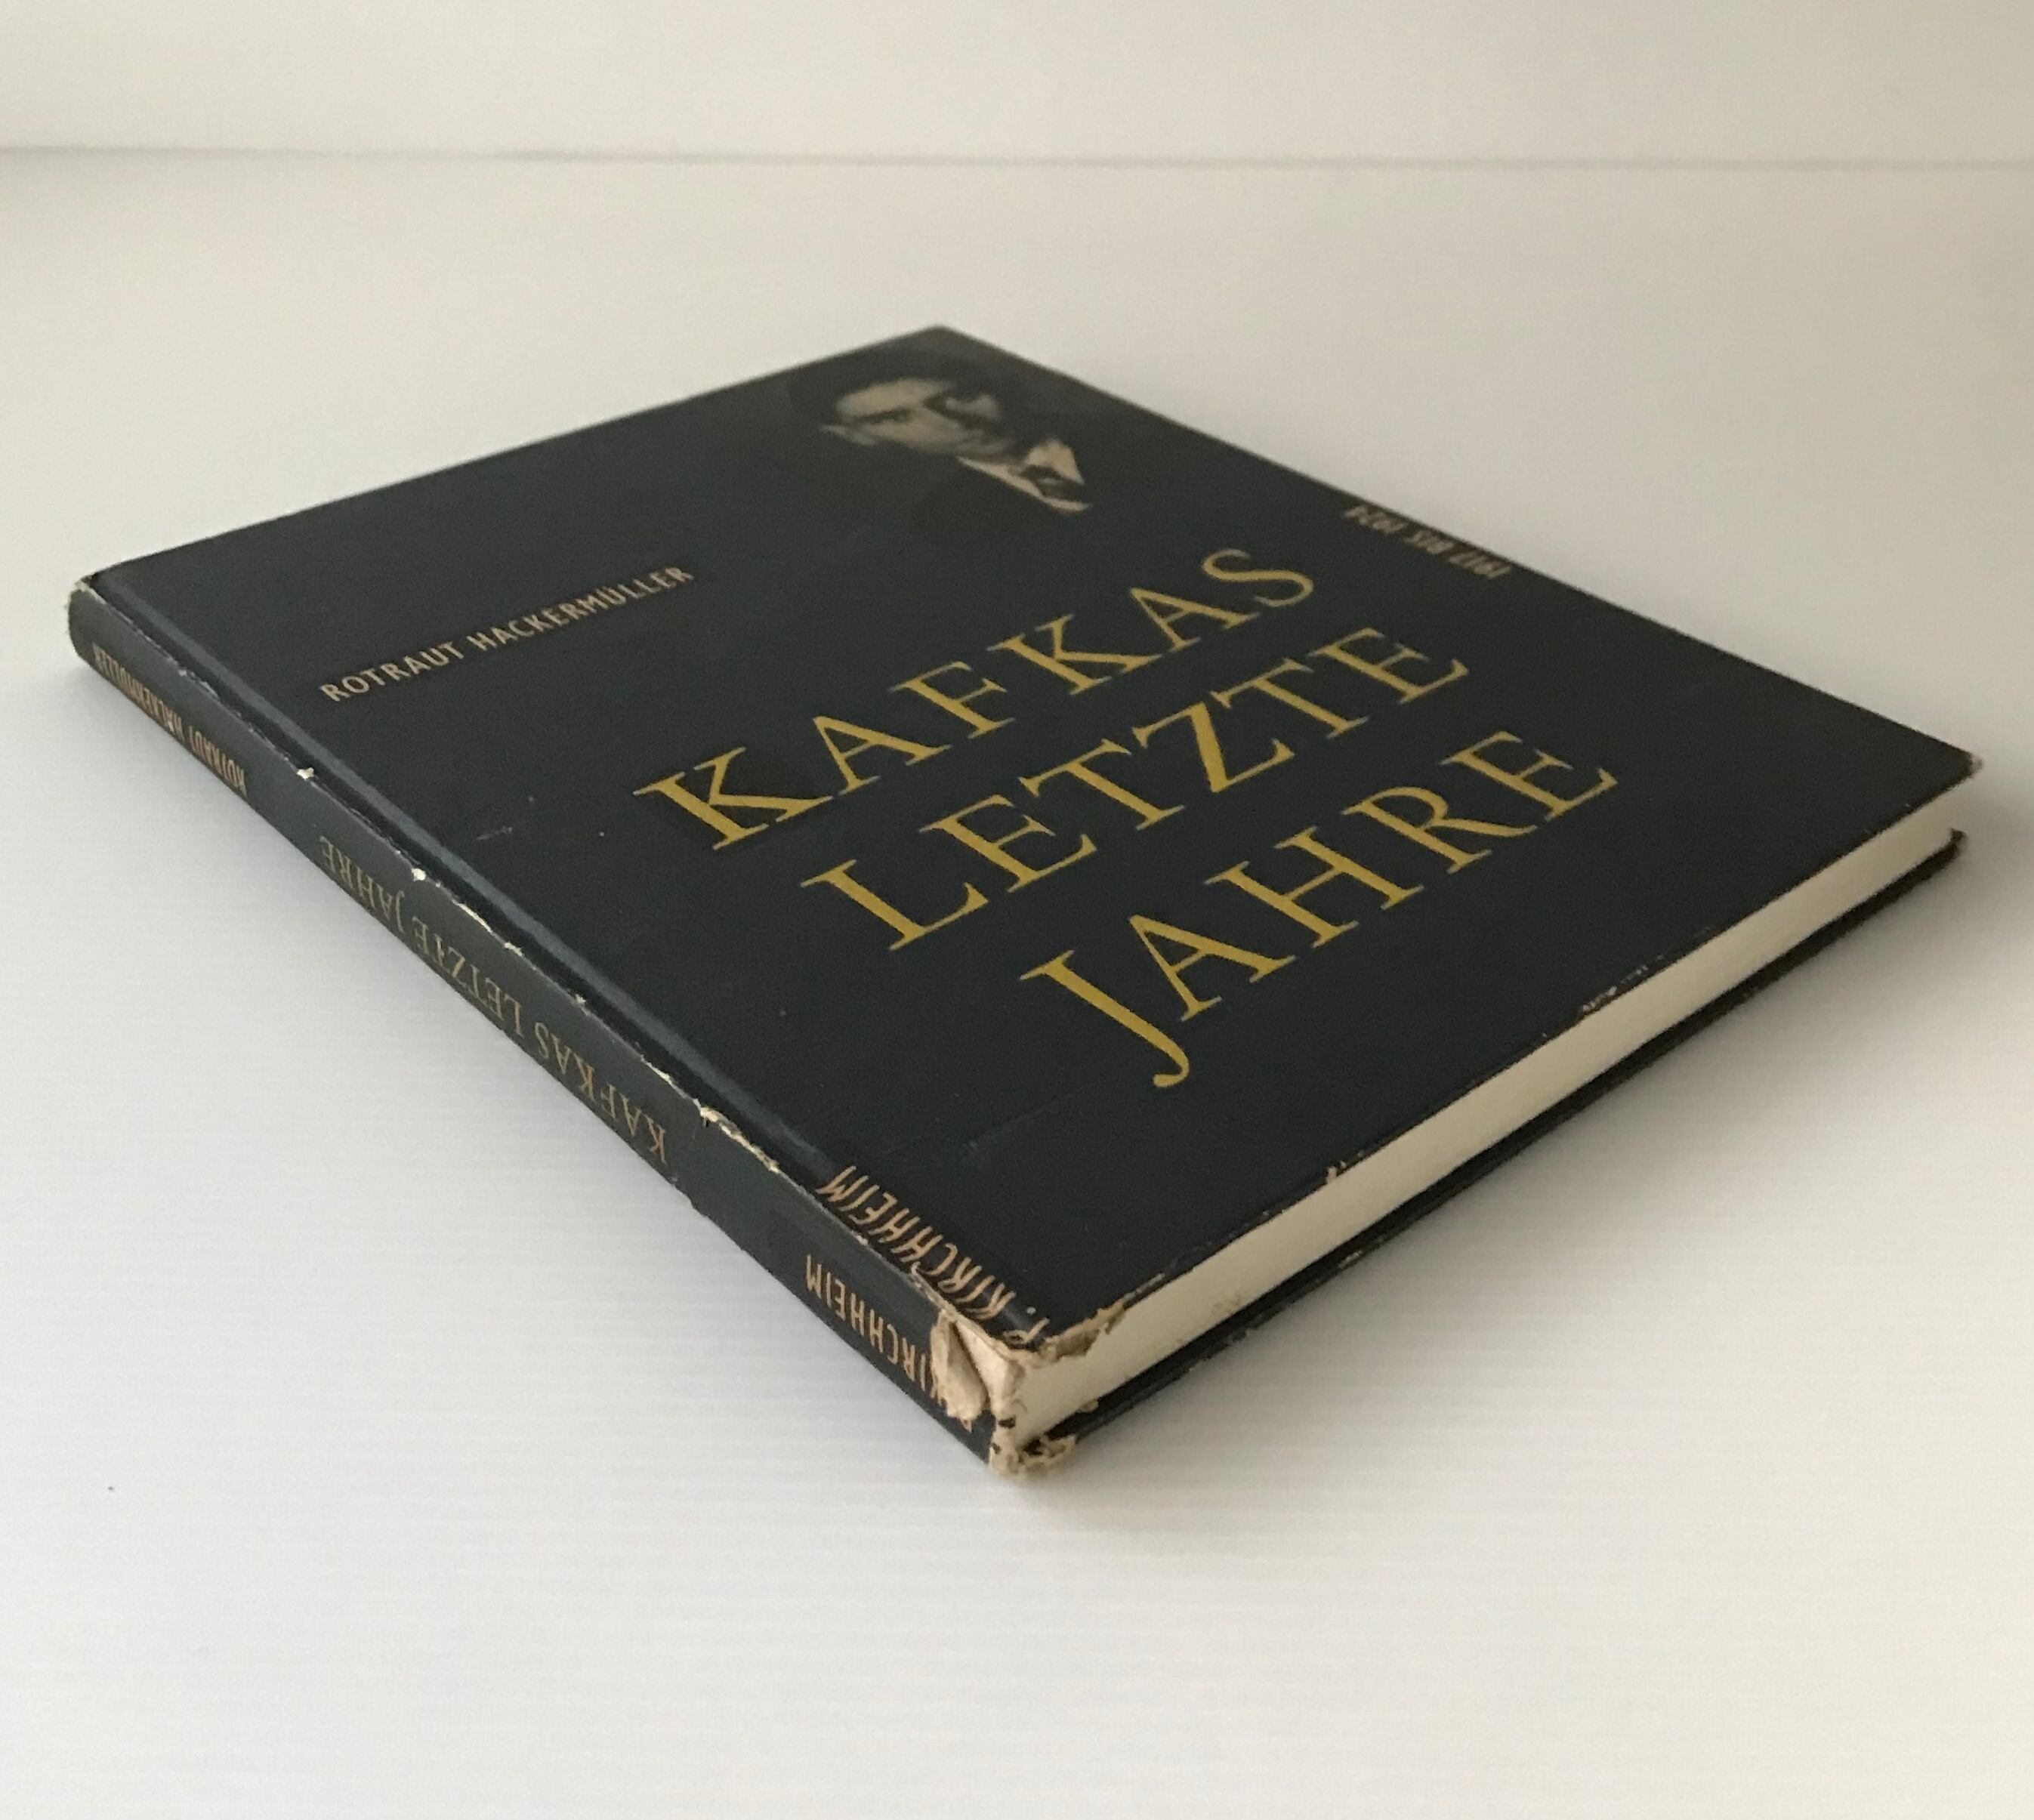 ROTRAUT HACKERMÜLLER
KAFKAS
LETZTE
JAHRE
1917 BIS 1924
P. KIRCHHEIM
ROTRAUT HACKERMÜLLER
KAFKAS LETZTE JAHRE
P. KIRCHHEIM